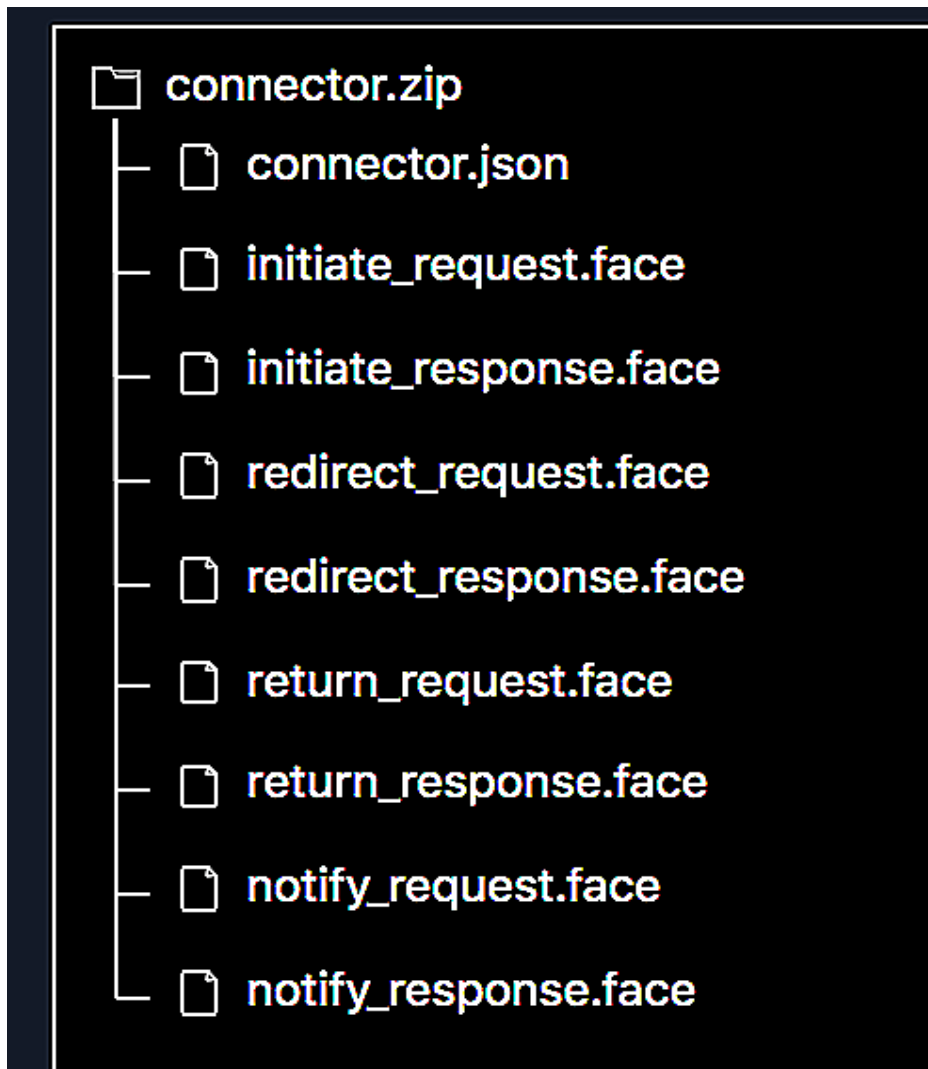 connector.zip
connector.json
initiate_request.face
initiate_response.face
redirect_request.face
redirect_response.face
return_request.face
return_response.face
notify_request.face
notify_response.face